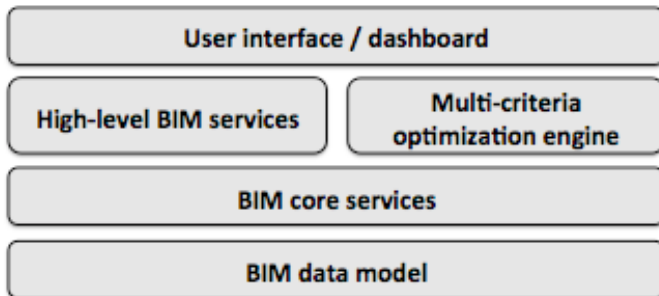 User interface / dashboard
High-level BIM services
Multi-criteria
optimization engine
BIM core services
BIM data model